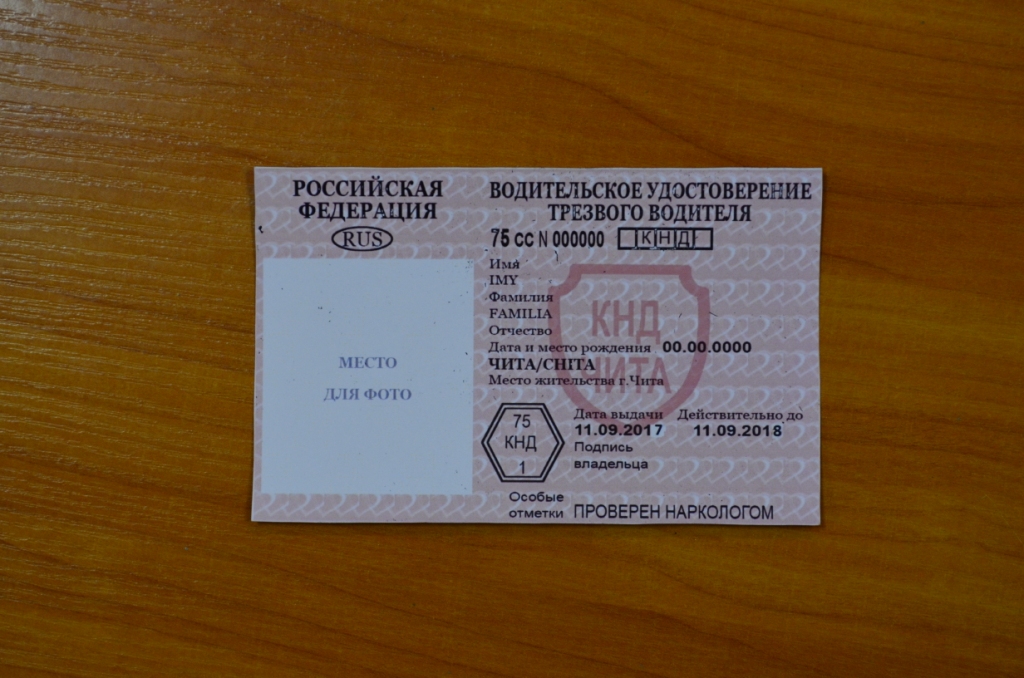 РОССИЙСКАЯ
ФЕДЕРАЦИЯ
RUS
МЕСТО
ДЛЯ ФОТО
ВОДИТЕЛЬСКОЕ УДОСТОВЕРЕНИЕ
ТРЕЗВОГО ВОДИТЕЛЯ
75 СС N 000000 КНД
Имя
IMY
Фамилия
FAMILIA
Отчество
Дата и место рождения 00.00.0000
ЧИТА/CHITA
Место жительства г.Чита
КНД
ЧИТА
75
КНД
1
Дата выдачи Действительно до
11.09.2017 11.09.2018
Подпись
владельца
Особые
отметки ПРОВЕРЕН НАРКОЛОГОМ